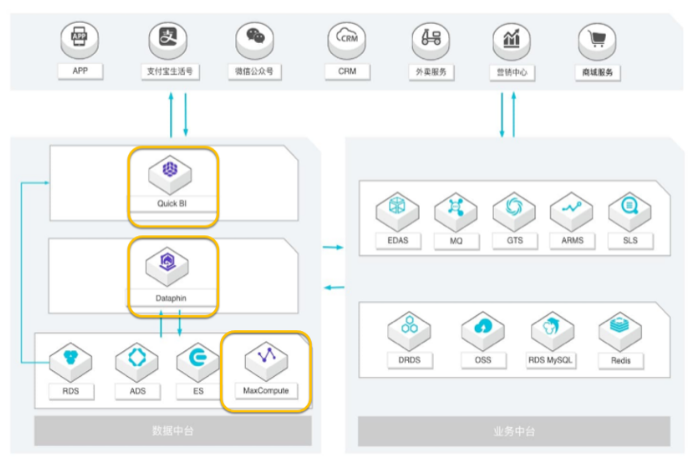 APP
支付宝生活号
微信公众号
CRM
外卖服务
营销中心
商城服务
Quick BI
Dataphin
RDS
ADS
ES
MaxCompute
数据中台
EDAS
MQ
GTS
ARMS
SLS
DRDS
OSS
RDS MySQL
Redis
业务中台